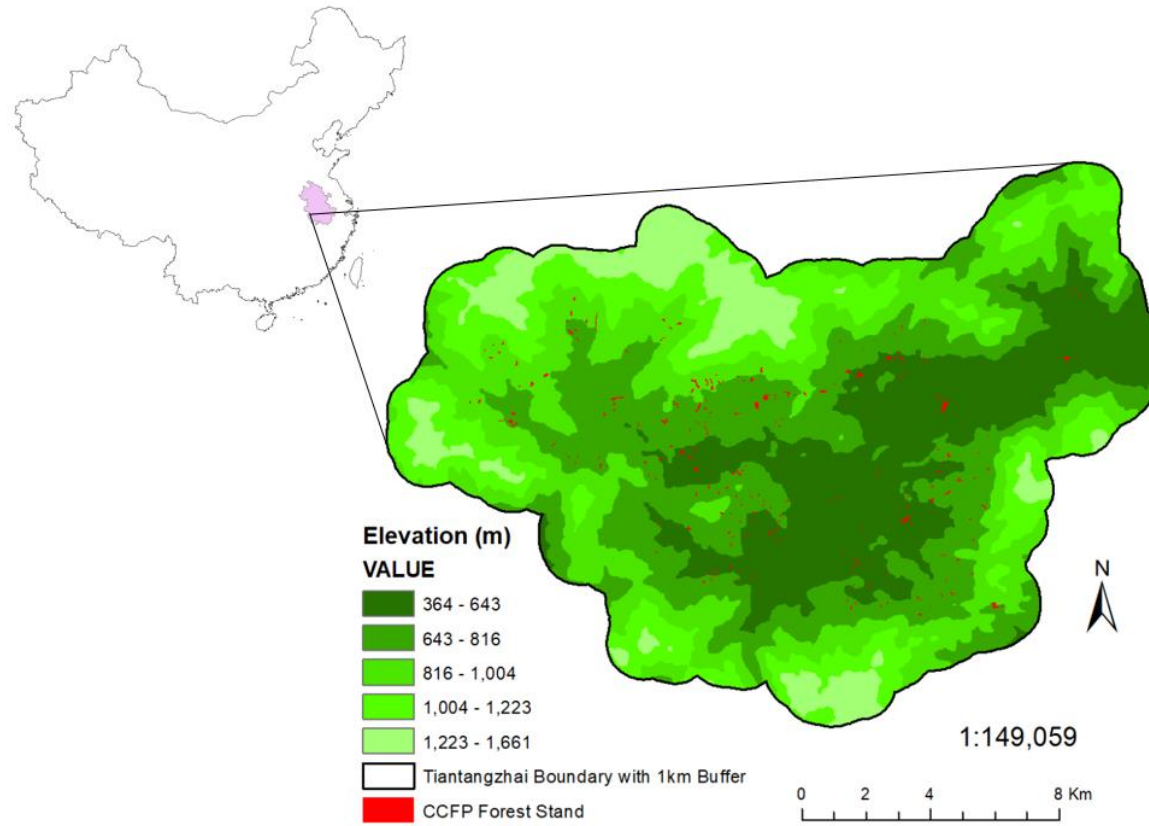 Elevation (m)
VALUE
364 - 643
643 - 816
816 - 1,004
1,004 - 1,223
1,223 - 1,661
Tiantangzhai Boundary with 1km Buffer
CCFP Forest Stand
N
1:149,059
0 2 4 8 Km